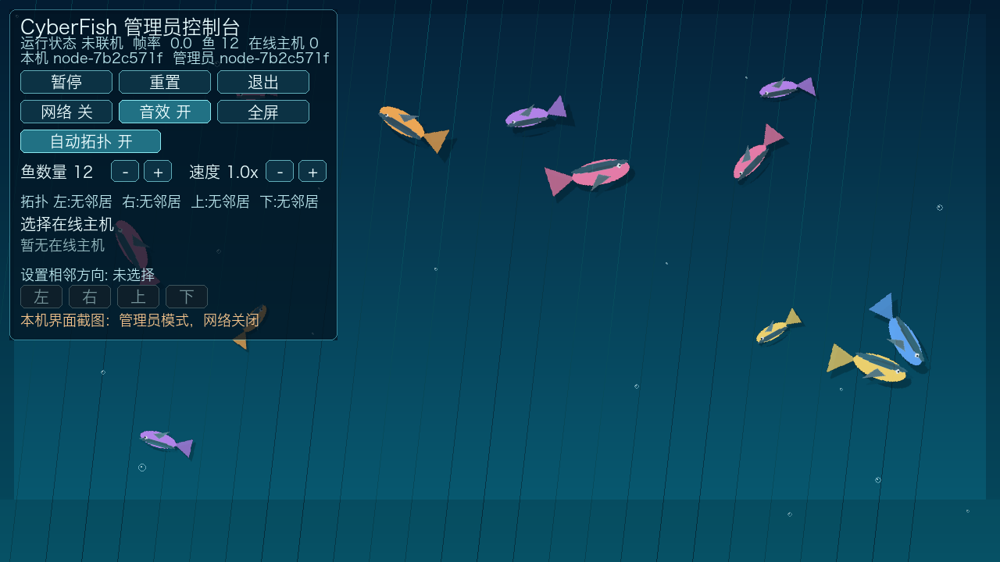 CyberFish 管理员控制台
运行状态 未联机 帧率 0.0 鱼 12 在线主机 0
本机 node-7b2c571f 管理员 node-7b2c571f
暂停 重置 退出
网络 关 音效 开 全屏
自动拓扑 开
鱼数量 12 - + 速度 1.0x - +
拓扑 左:无邻居 右:无邻居 上:无邻居 下:无邻居
选择在线主机
暂无在线主机
设置相邻方向: 未选择
左 右 上 下
本机界面截图：管理员模式，网络关闭